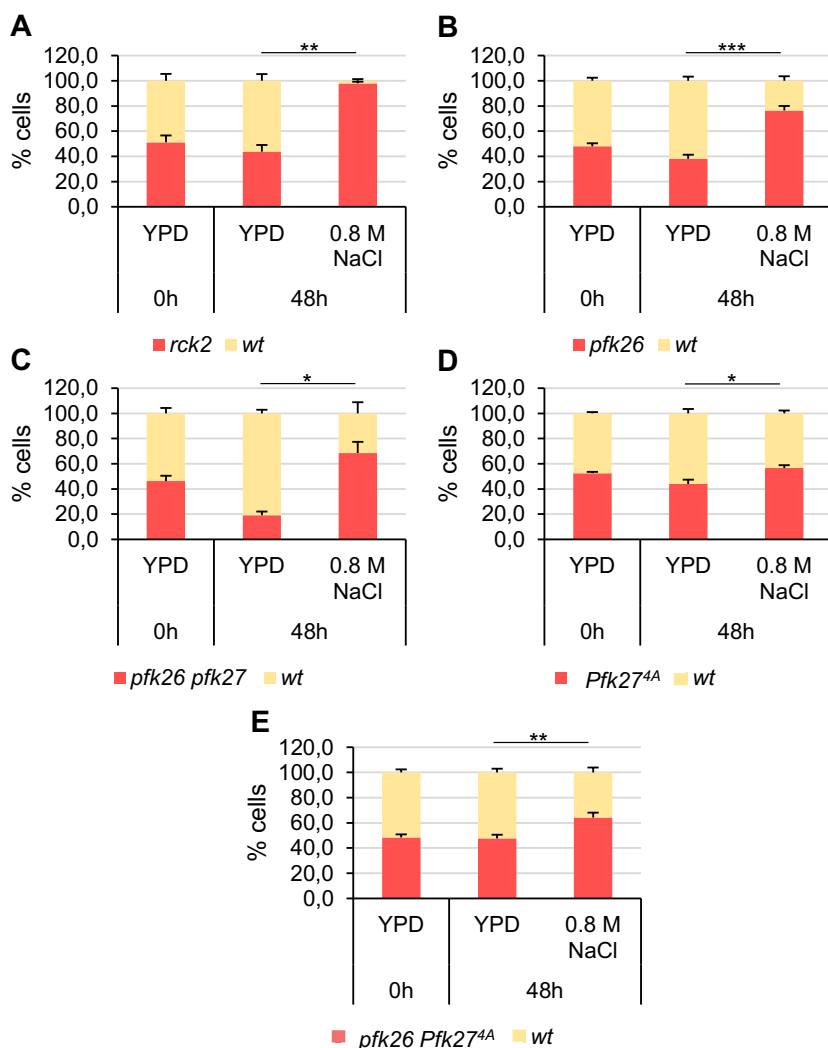 A
120,0
**
100,0
80,0
60,0
40,0
20,0
0,0
% cells
YPD
YPD
0.8 M
NaCl
0h
48h
rck2 wt
B
120,0
***
100,0
80,0
60,0
40,0
20,0
0,0
% cells
YPD
YPD
0.8 M
NaCl
0h
48h
pfk26 wt
C
120,0
*
100,0
80,0
60,0
40,0
20,0
0,0
% cells
YPD
YPD
0.8 M
NaCl
0h
48h
pfk26 pfk27 wt
D
120,0
*
100,0
80,0
60,0
40,0
20,0
0,0
% cells
YPD
YPD
0.8 M
NaCl
0h
48h
Pfk27⁴ᴬ wt
E
120,0
**
100,0
80,0
60,0
40,0
20,0
0,0
% cells
YPD
YPD
0.8 M
NaCl
0h
48h
pfk26 Pfk27⁴ᴬ wt